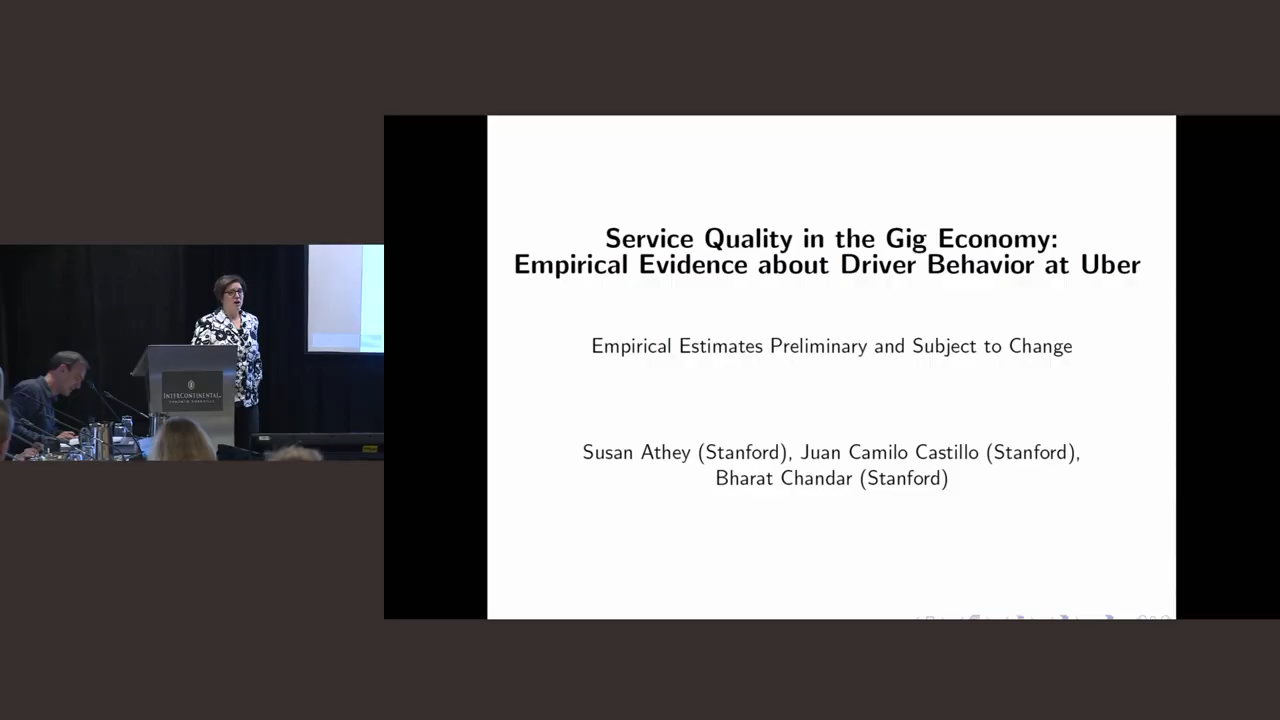 Service Quality in the Gig Economy:
Empirical Evidence about Driver Behavior at Uber
Empirical Estimates Preliminary and Subject to Change
Susan Athey (Stanford), Juan Camilo Castillo (Stanford),
Bharat Chandar (Stanford)
INTERCONTINENTAL